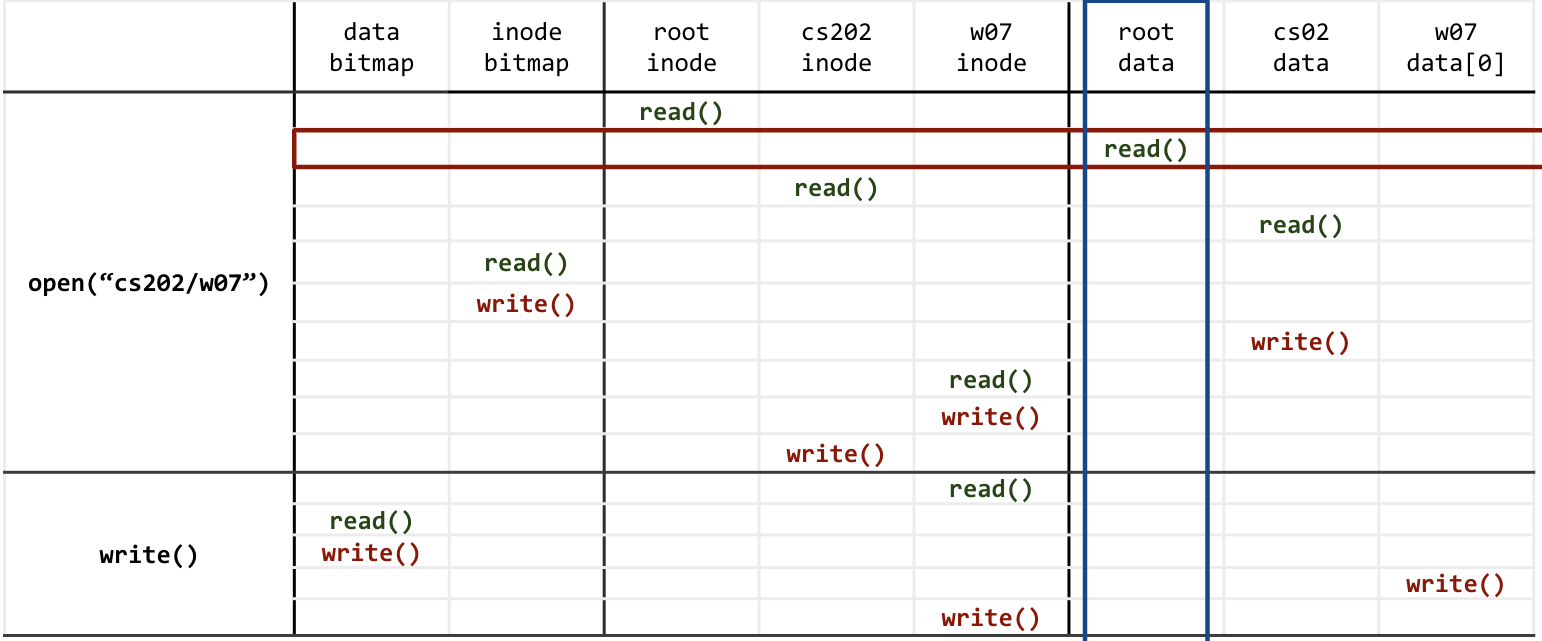 data inode root cs202 w07 root cs02 w07
bitmap bitmap inode inode inode data data data[0]
read()
read()
read()
read()
read()
open(“cs202/w07”)
write()
write()
read()
write()
write()
read()
read()
write()
write()
write()
write()